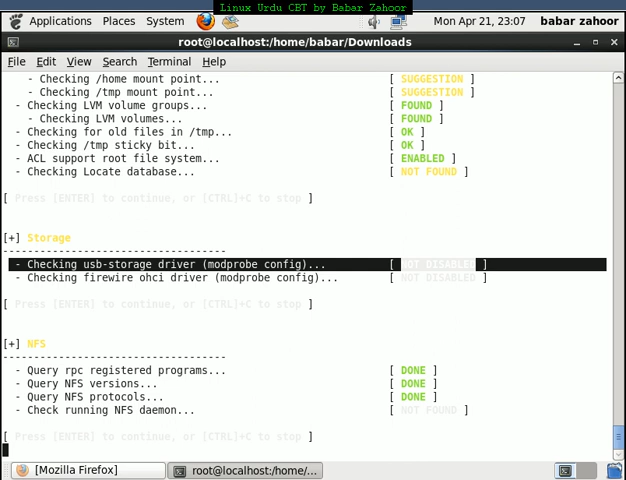 Linux Urdu CBT by Babar Zahoor
Applications Places System Mon Apr 21, 23:07 babar zahoor
root@localhost:/home/babar/Downloads
File Edit View Search Terminal Help
- Checking /home mount point... [ SUGGESTION ]
- Checking /tmp mount point... [ SUGGESTION ]
- Checking LVM volume groups... [ FOUND ]
- Checking LVM volumes... [ FOUND ]
- Checking for old files in /tmp... [ OK ]
- Checking /tmp sticky bit... [ OK ]
- ACL support root file system... [ ENABLED ]
- Checking Locate database... [ NOT FOUND ]
[ Press [ENTER] to continue, or [CTRL]+C to stop ]
[+] Storage
------------------------------------
- Checking usb-storage driver (modprobe config)... [ NOT DISABLED ]
- Checking firewire ohci driver (modprobe config)... [ NOT DISABLED ]
[ Press [ENTER] to continue, or [CTRL]+C to stop ]
[+] NFS
------------------------------------
- Query rpc registered programs... [ DONE ]
- Query NFS versions... [ DONE ]
- Query NFS protocols... [ DONE ]
- Check running NFS daemon... [ NOT FOUND ]
[ Press [ENTER] to continue, or [CTRL]+C to stop ]
[Mozilla Firefox] root@localhost:/home/...